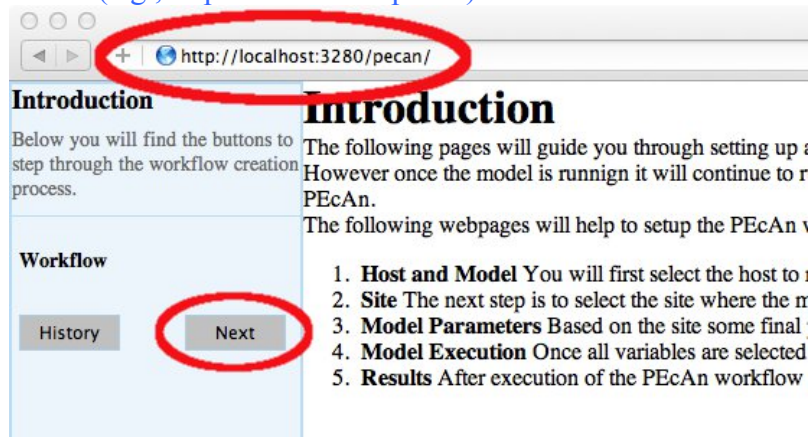 http://localhost:3280/pecan/
Introduction
Below you will find the buttons to
step through the workflow creation
process.
Workflow
History
Next
Introduction
The following pages will guide you through setting up
However once the model is runnign it will continue to
PEcAn.
The following webpages will help to setup the PEcAn
1. Host and Model You will first select the host to
2. Site The next step is to select the site where the
3. Model Parameters Based on the site some final
4. Model Execution Once all variables are selected
5. Results After execution of the PEcAn workflow